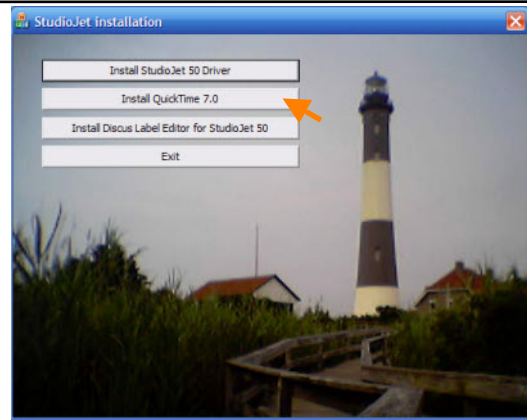 StudioJet installation
Install StudioJet 50 Driver
Install QuickTime 7.0
Install Discus Label Editor for StudioJet 50
Exit